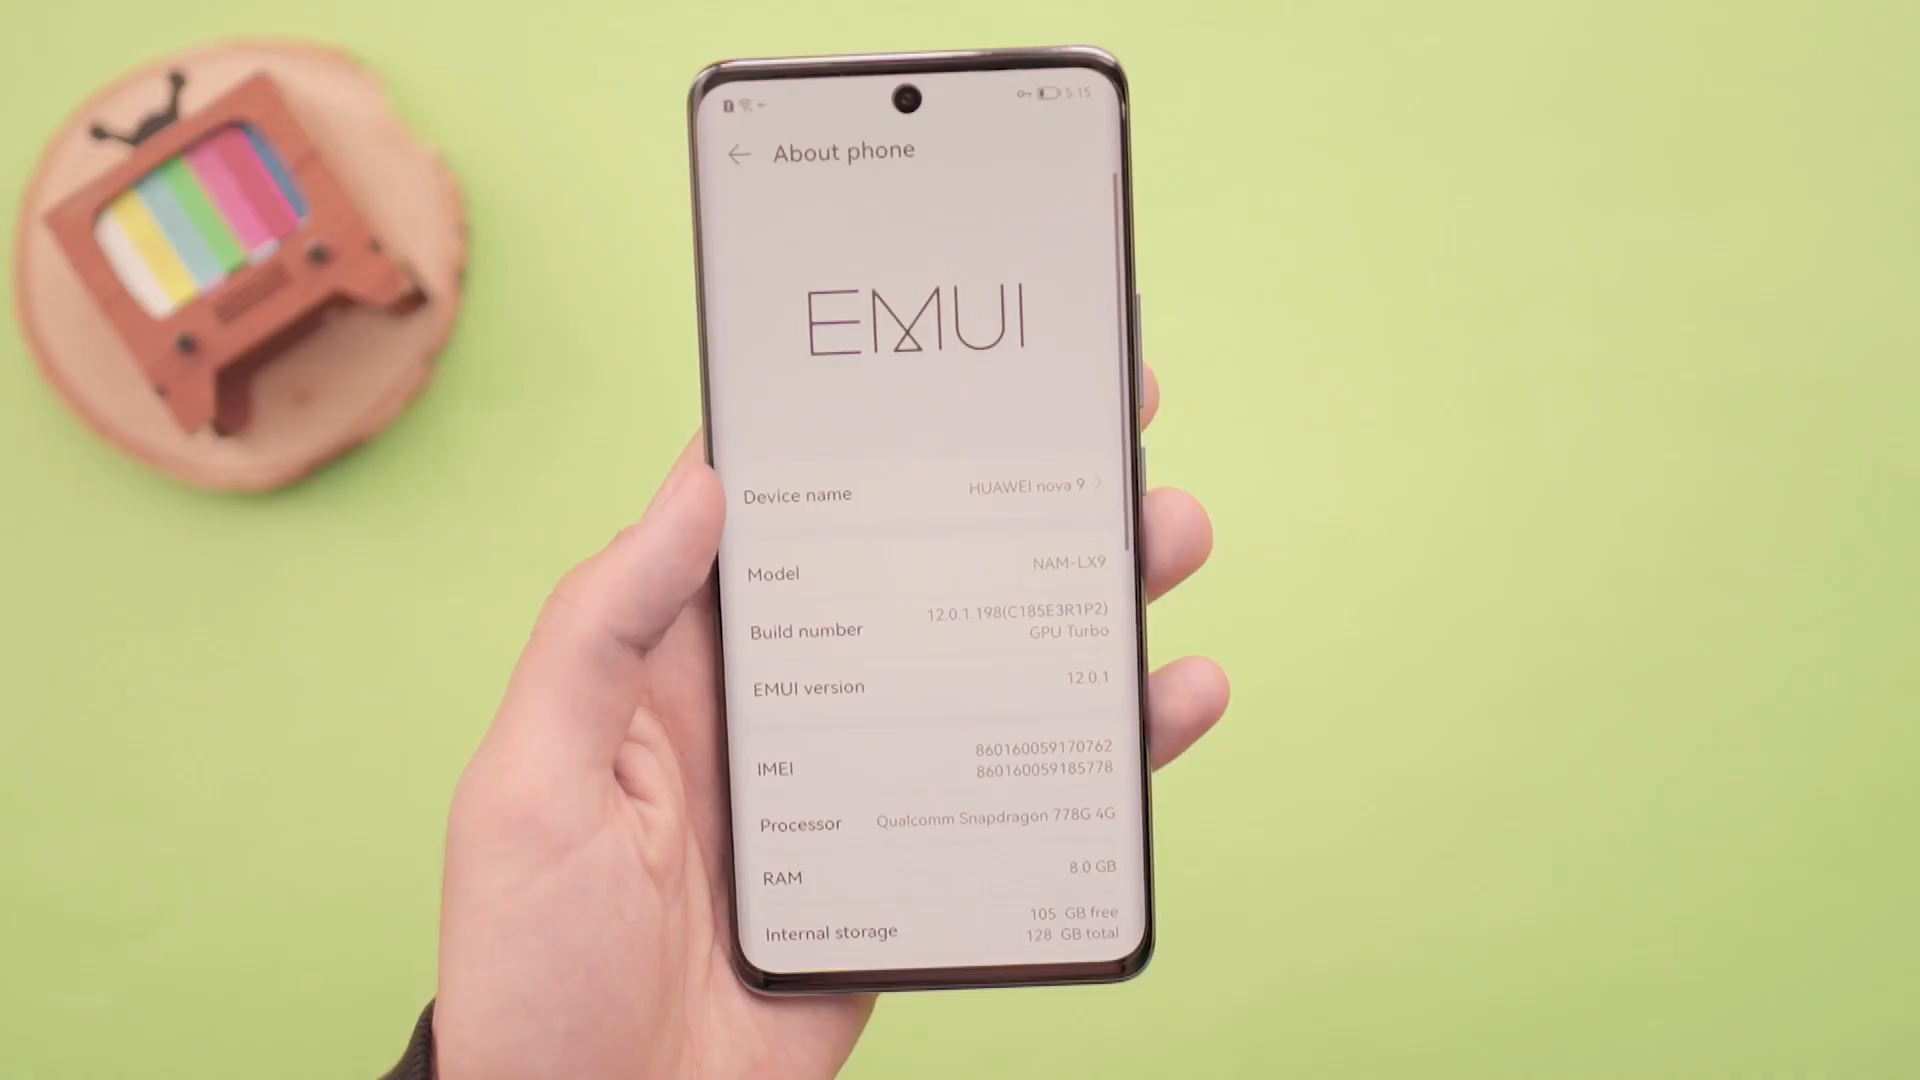 5:15
About phone
EMUI
Device name HUAWEI nova 9
Model NAM-LX9
Build number 12.0.1.198(C185E3R1P2)
GPU Turbo
EMUI version 12.0.1
IMEI 860160059170762
860160059185778
Processor Qualcomm Snapdragon 778G 4G
RAM 8.0 GB
Internal storage 105 GB free
128 GB total